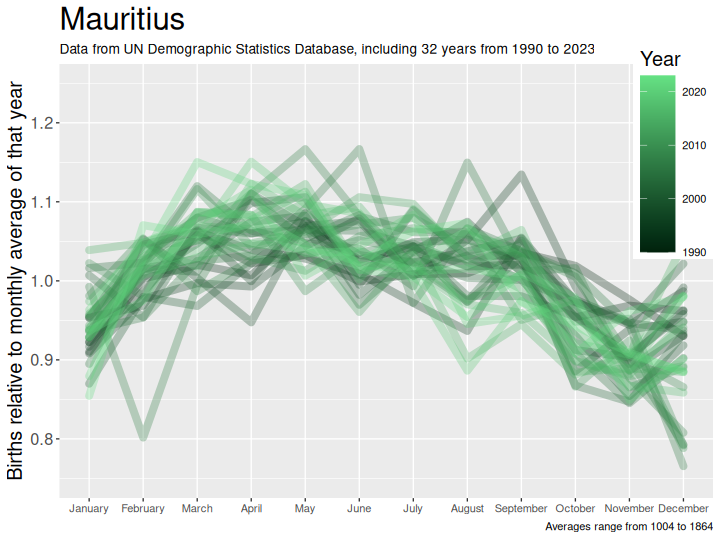 Mauritius
Data from UN Demographic Statistics Database, including 32 years from 1990 to 2023
Births relative to monthly average of that year
1.2
1.1
1.0
0.9
0.8
January February March April May June July August September October November December
Year
2020
2010
2000
1990
Averages range from 1004 to 1864